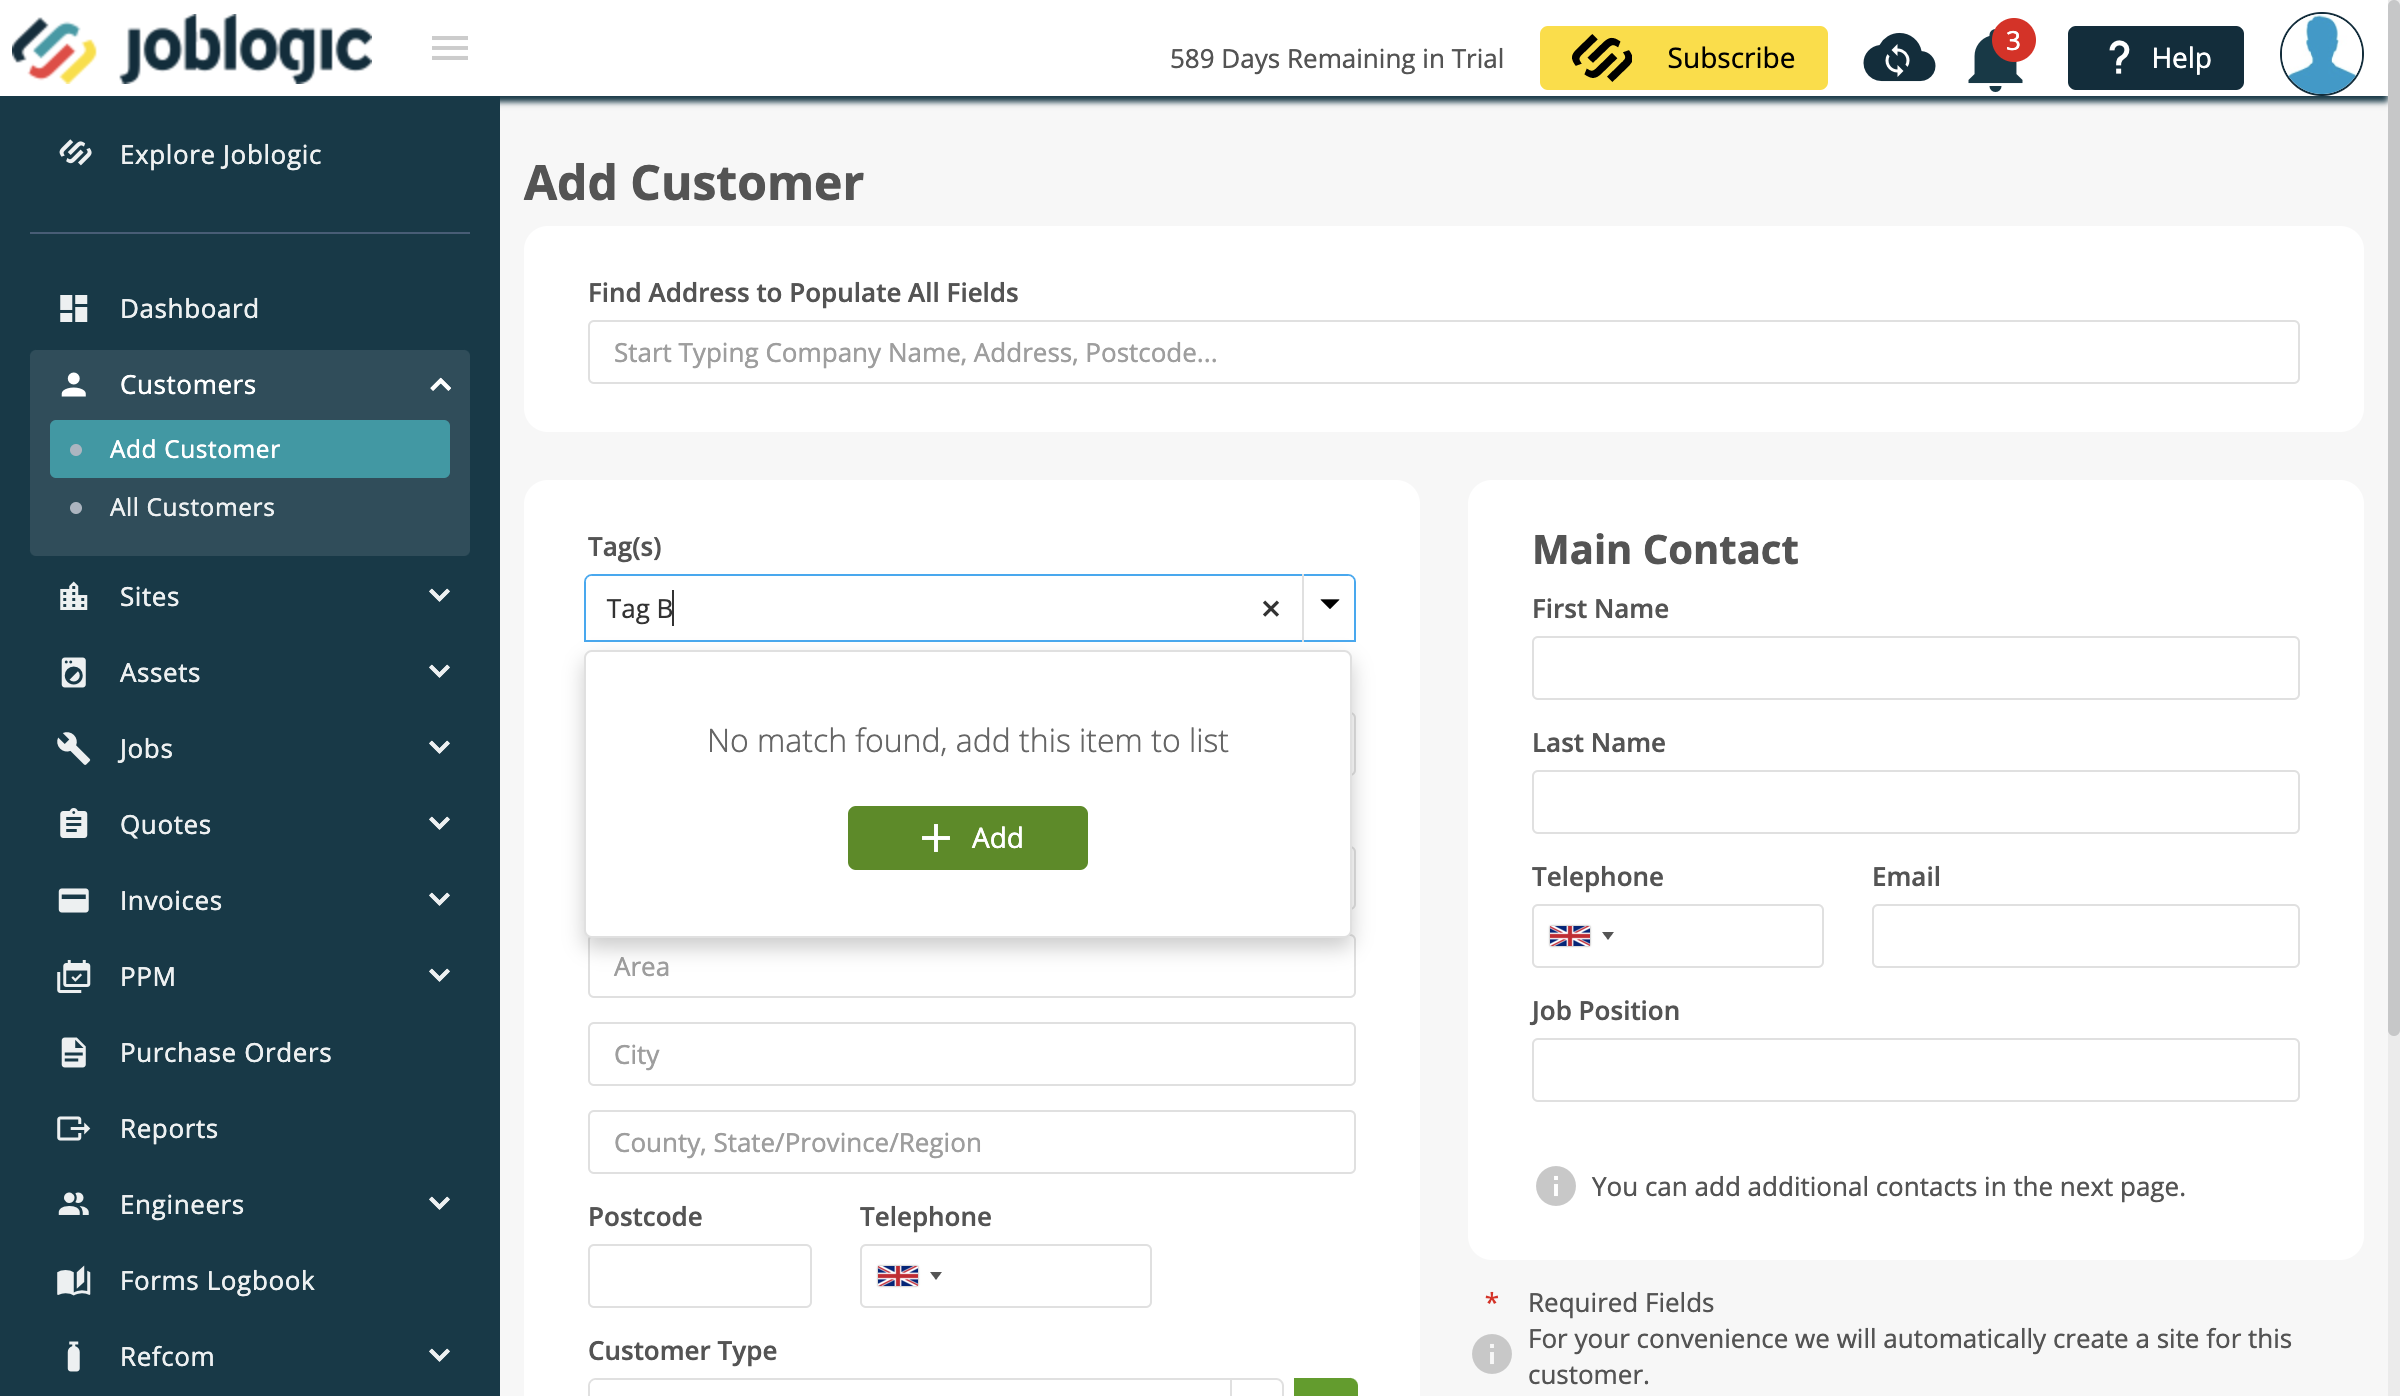 joblogic
589 Days Remaining in Trial
Subscribe
3
? Help
Explore Joblogic
Dashboard
Customers
Add Customer
All Customers
Sites
Assets
Jobs
Quotes
Invoices
PPM
Purchase Orders
Reports
Engineers
Forms Logbook
Refcom
Add Customer
Find Address to Populate All Fields
Start Typing Company Name, Address, Postcode...
Tag(s)
Tag B
No match found, add this item to list
+ Add
Area
City
County, State/Province/Region
Postcode
Telephone
Customer Type
Main Contact
First Name
Last Name
Telephone
Email
Job Position
You can add additional contacts in the next page.
* Required Fields
For your convenience we will automatically create a site for this
customer.